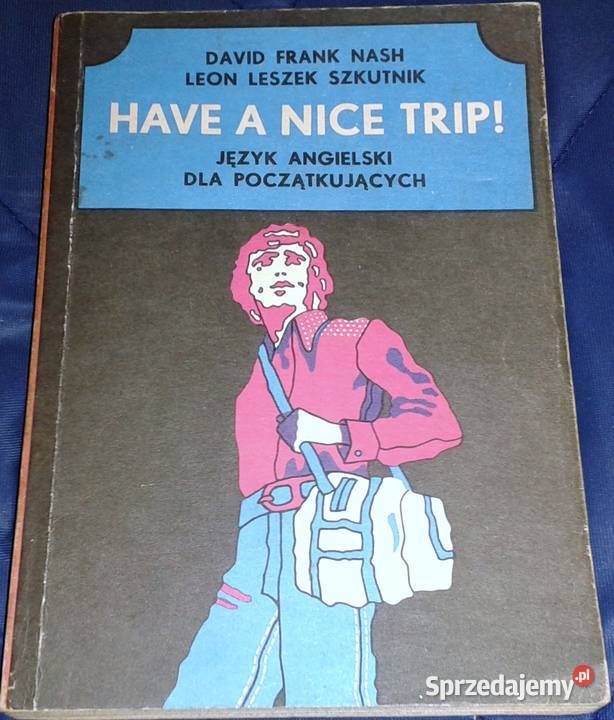 DAVID FRANK NASH
LEON LESZEK SZKUTNIK
HAVE A NICE TRIP!
JĘZYK ANGIELSKI
DLA POCZĄTKUJĄCYCH
Sprzedajemy.pl